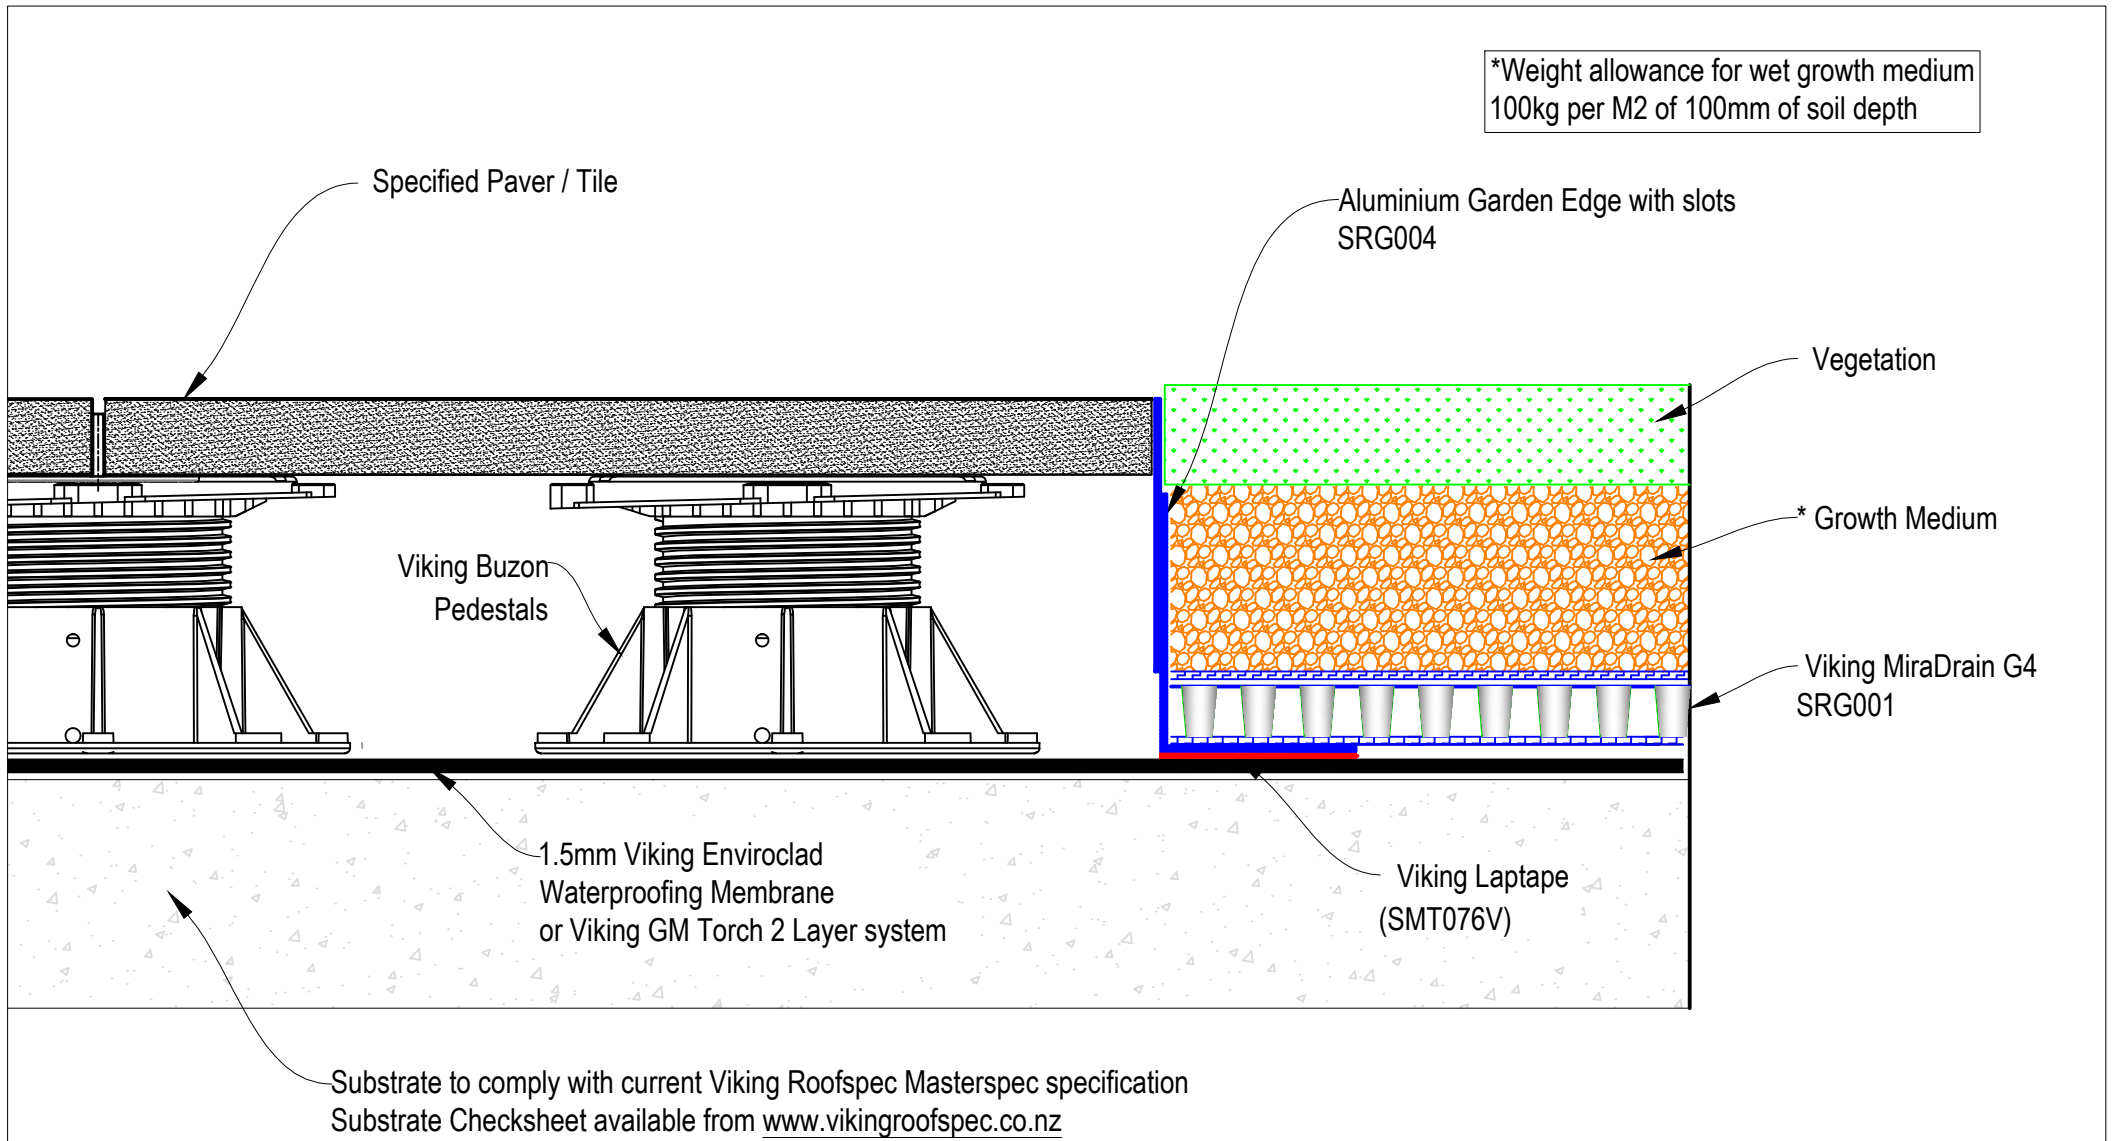 *Weight allowance for wet growth medium
100kg per M2 of 100mm of soil depth
Specified Paver / Tile
Aluminium Garden Edge with slots
SRG004
Vegetation
* Growth Medium
Viking Buzon
Pedestals
Viking MiraDrain G4
SRG001
1.5mm Viking Enviroclad
Waterproofing Membrane
or Viking GM Torch 2 Layer system
Viking Laptape
(SMT076V)
Substrate to comply with current Viking Roofspec Masterspec specification
Substrate Checksheet available from www.vikingroofspec.co.nz